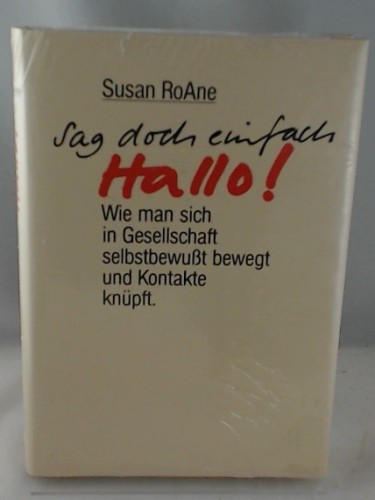 Susan RoAne
Sag doch einfach
Hallo!
Wie man sich
in Gesellschaft
selbstbewußt bewegt
und Kontakte
knüpft.